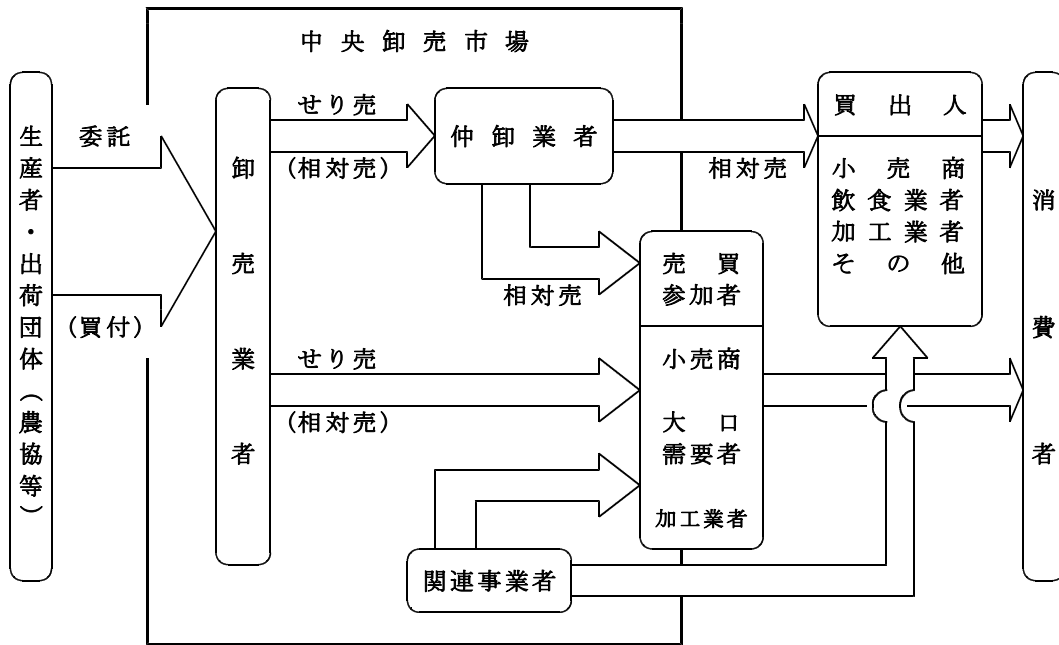 中央卸売市場
生産者・出荷団体（農協等）
委託
(買付)
卸売業者
せり売
(相対売)
仲卸業者
相対売
売買
参加者
小売商
大口
需要者
加工業者
せり売
(相対売)
関連事業者
相対売
買出人
小売商
飲食業者
加工業者
その他
消費者